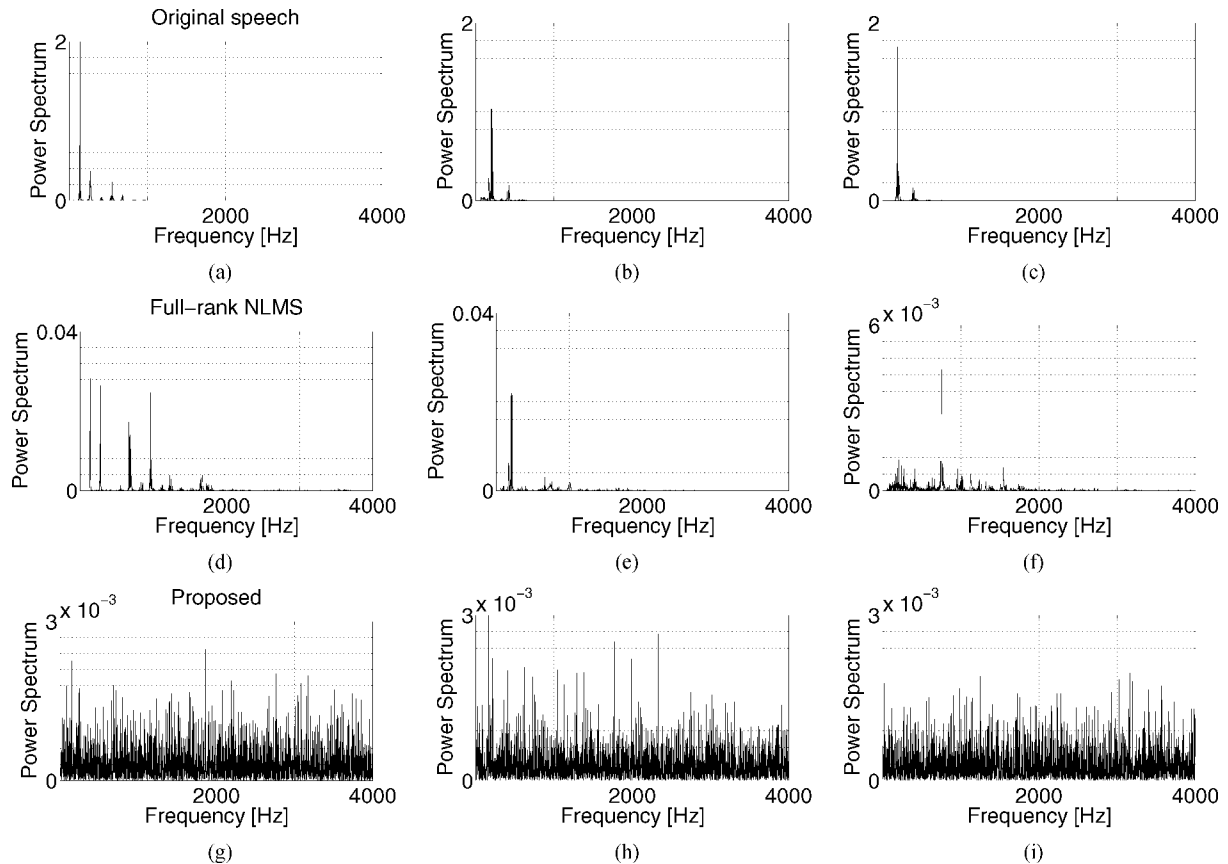 Original speech
2
Power Spectrum
0
2000
4000
Frequency [Hz]
(a)
2
Power Spectrum
0
2000
4000
Frequency [Hz]
(b)
2
Power Spectrum
0
2000
4000
Frequency [Hz]
(c)
Full-rank NLMS
0.04
Power Spectrum
0
2000
4000
Frequency [Hz]
(d)
0.04
Power Spectrum
0
2000
4000
Frequency [Hz]
(e)
6 x 10⁻³
Power Spectrum
0
2000
4000
Frequency [Hz]
(f)
Proposed
3 x 10⁻³
Power Spectrum
0
2000
4000
Frequency [Hz]
(g)
3 x 10⁻³
Power Spectrum
0
2000
4000
Frequency [Hz]
(h)
3 x 10⁻³
Power Spectrum
0
2000
4000
Frequency [Hz]
(i)